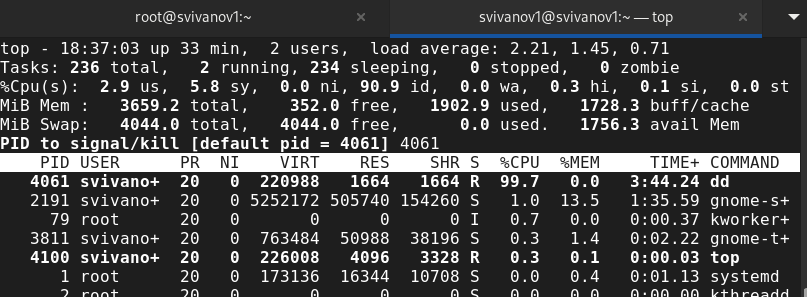 root@svivanov1:~ × svivanov1@svivanov1:~ — top ×
top - 18:37:03 up 33 min,  2 users,  load average: 2.21, 1.45, 0.71
Tasks: 236 total,   2 running, 234 sleeping,   0 stopped,   0 zombie
%Cpu(s):  2.9 us,  5.8 sy,  0.0 ni, 90.9 id,  0.0 wa,  0.3 hi,  0.1 si,  0.0 st
MiB Mem :   3659.2 total,    352.0 free,   1902.9 used,   1728.3 buff/cache
MiB Swap:   4044.0 total,   4044.0 free,      0.0 used.   1756.3 avail Mem
PID to signal/kill [default pid = 4061] 4061
    PID USER      PR  NI    VIRT    RES    SHR S  %CPU  %MEM     TIME+ COMMAND
   4061 svivano+  20   0  220988   1664   1664 R  99.7   0.0   3:44.24 dd
   2191 svivano+  20   0 5252172 505740 154260 S   1.0  13.5   1:35.59 gnome-s+
     79 root      20   0       0      0      0 I   0.7   0.0   0:00.37 kworker+
   3811 svivano+  20   0  763484  50988  38196 S   0.3   1.4   0:02.22 gnome-t+
   4100 svivano+  20   0  226008   4096   3328 R   0.3   0.1   0:00.03 top
      1 root      20   0  173136  16344  10708 S   0.0   0.4   0:01.13 systemd
      2 root      20   0       0      0      0 S   0.0   0.0   0:00.00 kthreadd